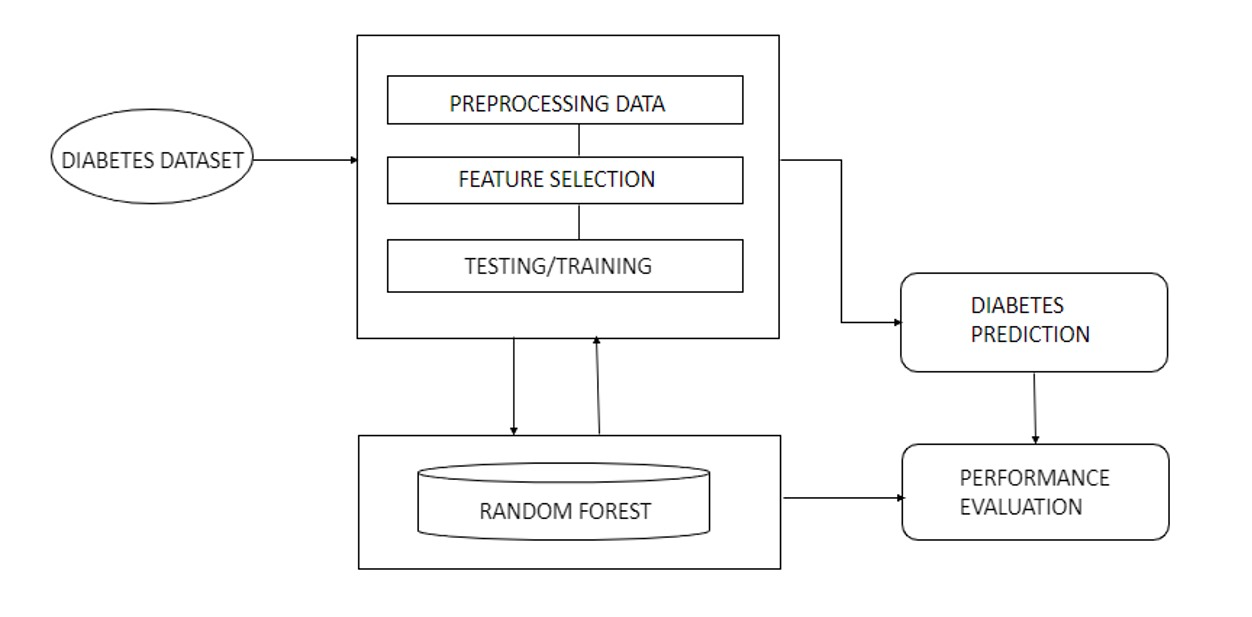 PREPROCESSING DATA
DIABETES DATASET
FEATURE SELECTION
TESTING/TRAINING
DIABETES
PREDICTION
RANDOM FOREST
PERFORMANCE
EVALUATION